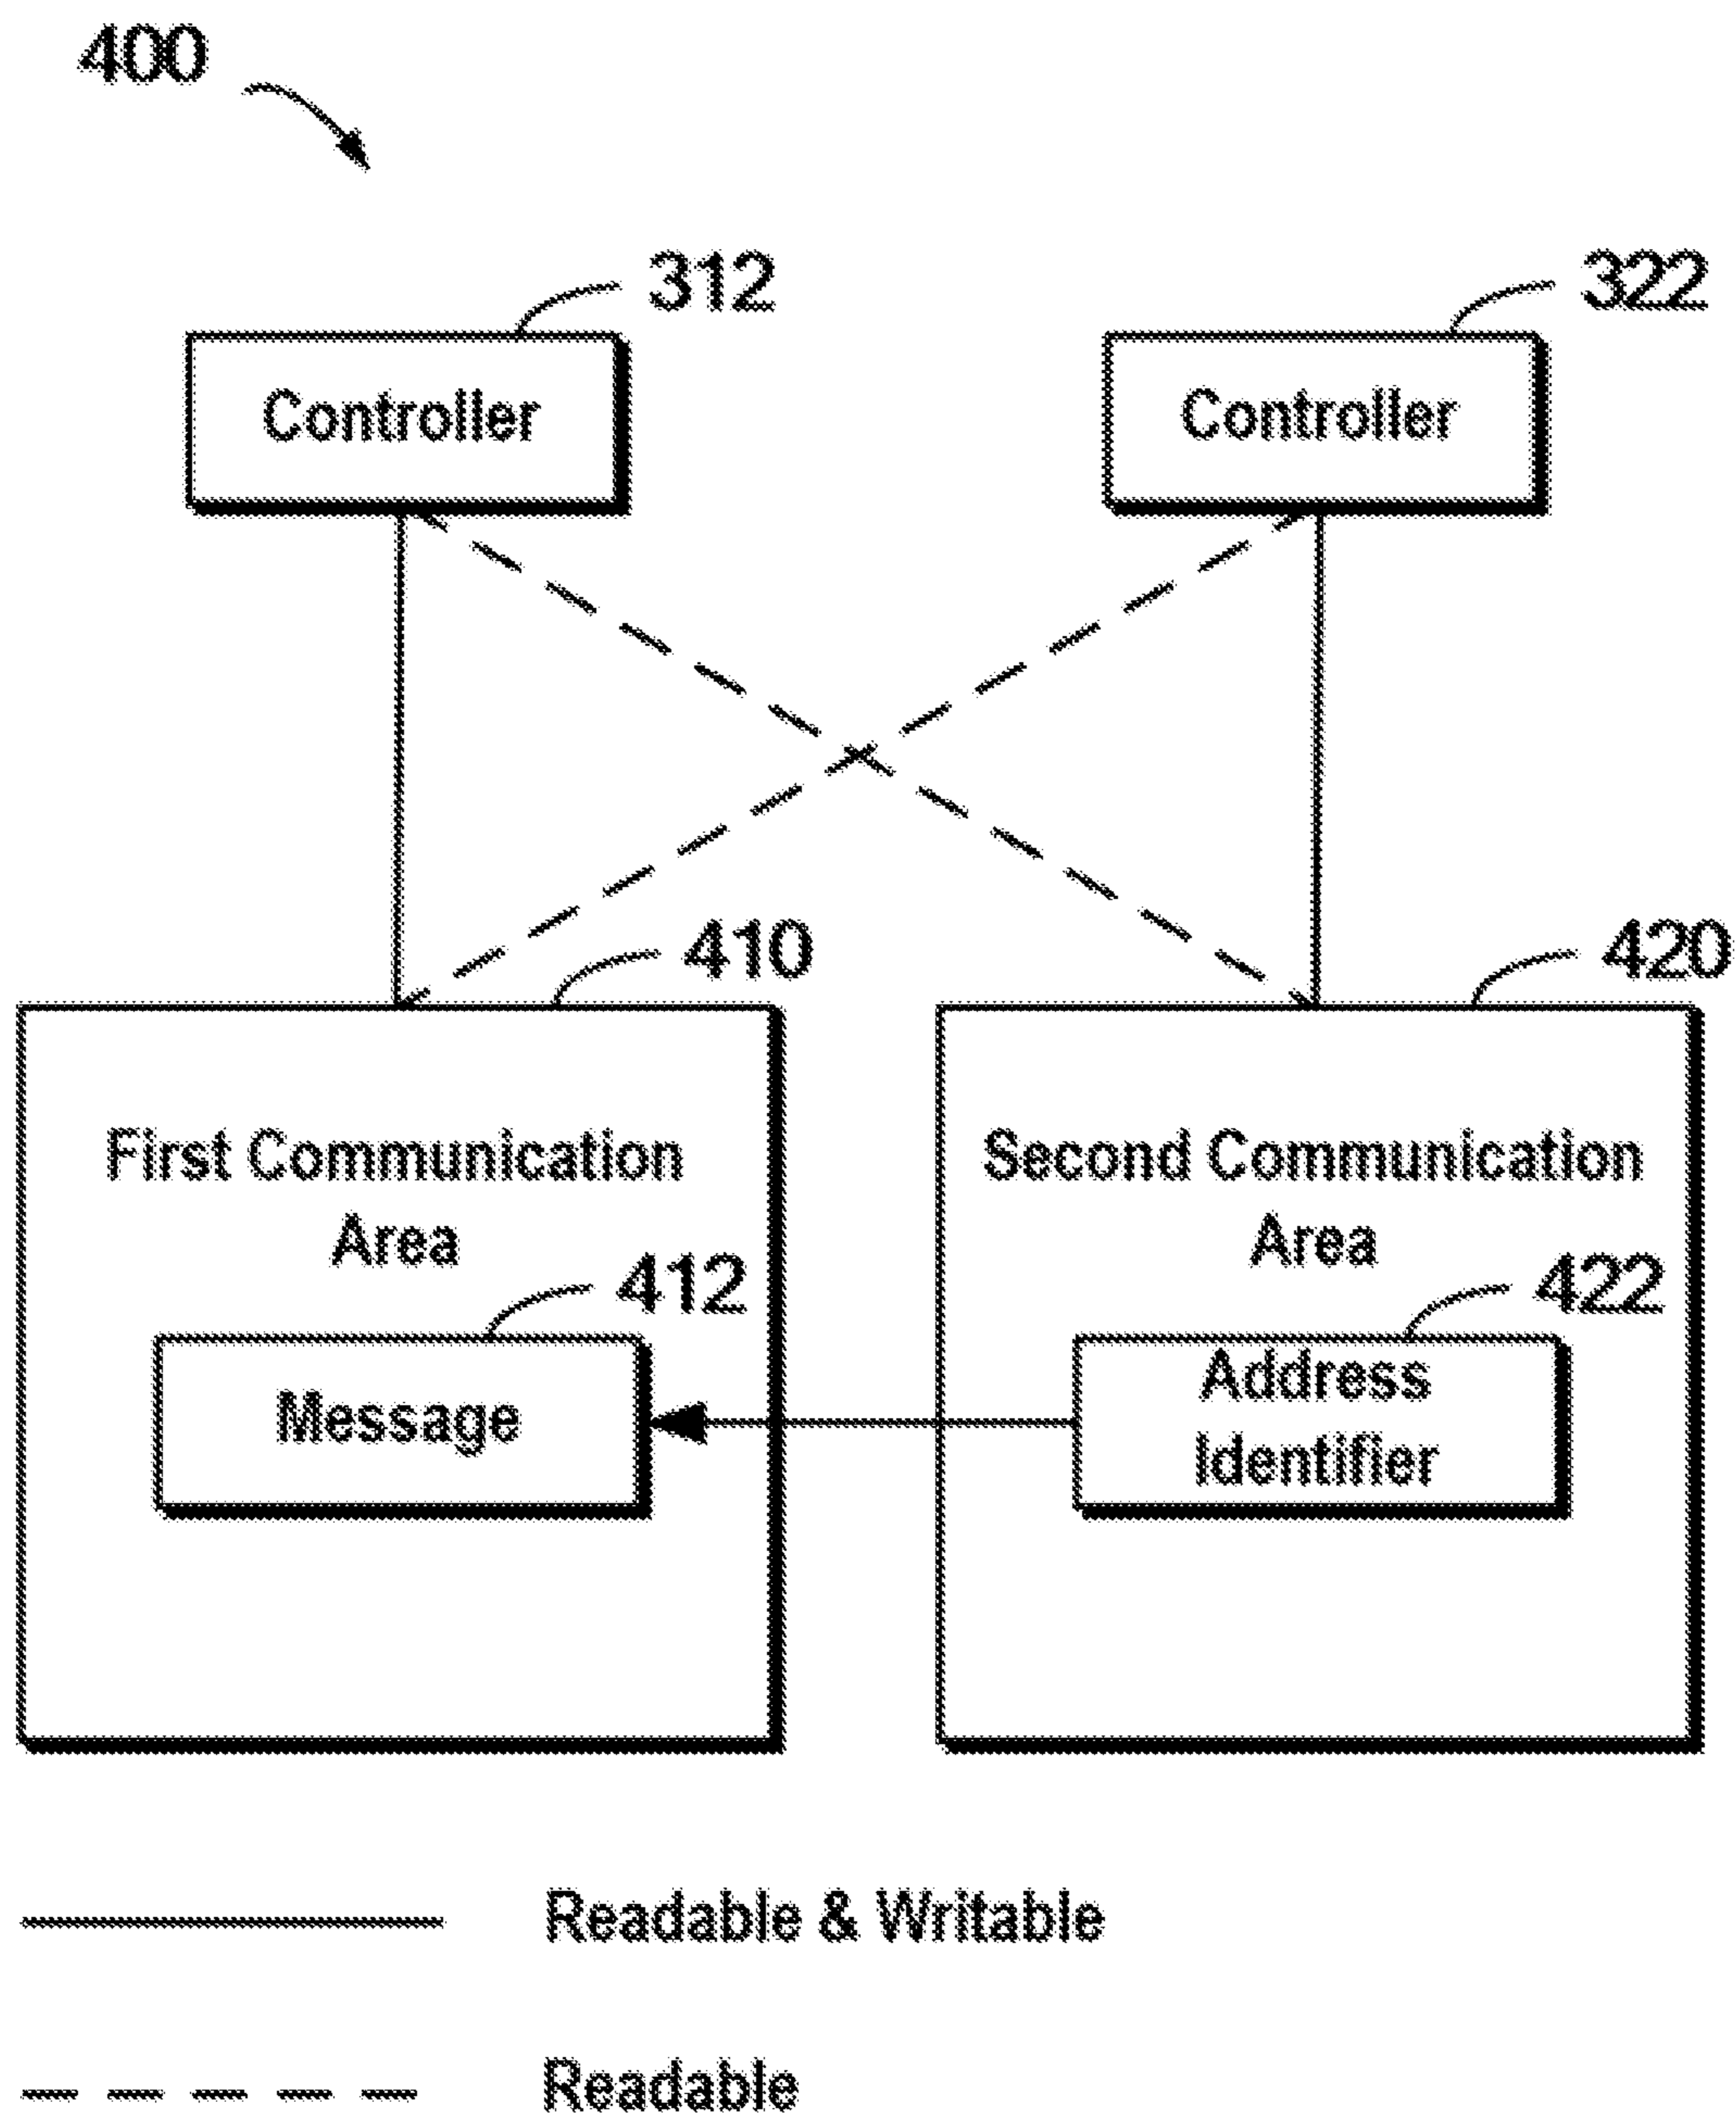 400
312
322
Controller
Controller
410
420
First Communication
Area
Second Communication
Area
412
422
Message
Address
Identifier
Readable & Writable
Readable